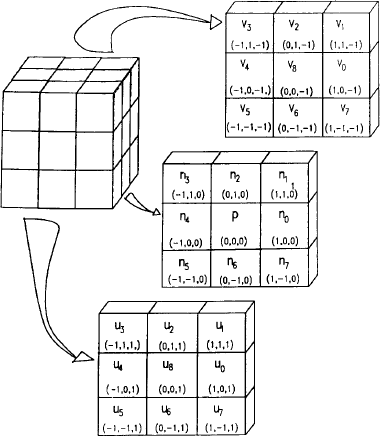 v3 v2 v1
(-1,1,-1) (0,1,-1) (1,1,-1)
v4 v8 v0
(-1,0,-1,) (0,0,-1) (1,0,-1)
v5 v6 v7
(-1,-1,-1) (0,-1,-1) (1,-1,-1)
n3 n2 n1
(-1,1,0) (0,1,0) (1,1,0)
n4 p n0
(-1,0,0) (0,0,0) (1,0,0)
n5 n6 n7
(-1,-1,0) (0,-1,0) (1,-1,0)
u3 u2 u1
(-1,1,1,) (0,1,1) (1,1,1)
u4 u8 u0
(-1,0,1) (0,0,1) (1,0,1)
u5 u6 u7
(-1,-1,1) (0,-1,1) (1,-1,1)